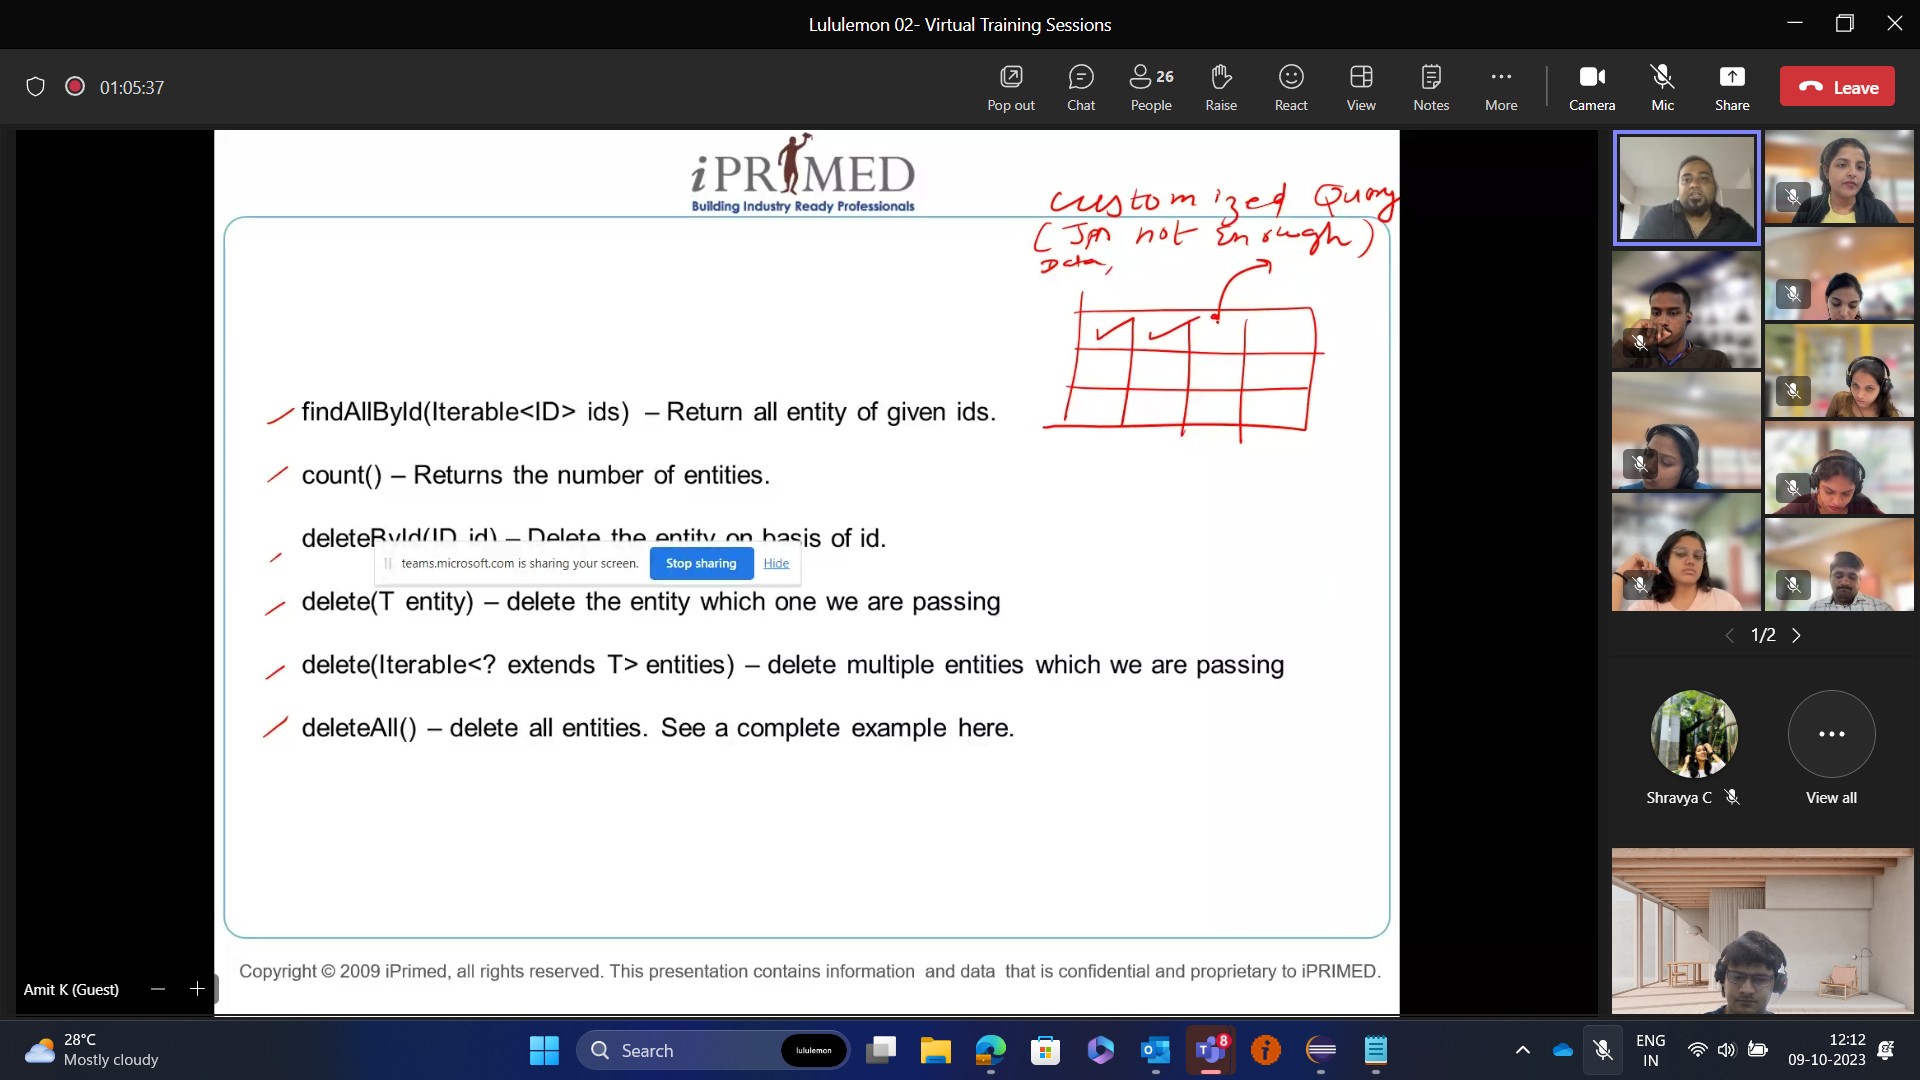 Lululemon 02- Virtual Training Sessions
01:05:37
Pop out
Chat
26
People
Raise
React
View
Notes
More
Camera
Mic
Share
Leave
iPRIMED
Building Industry Ready Professionals
customized Query
(JPA not Enough)
Data,
findAllById(Iterable<ID> ids) – Return all entity of given ids.
count() – Returns the number of entities.
deleteById(ID id) – Delete the entity on basis of id.
teams.microsoft.com is sharing your screen.
Stop sharing
Hide
delete(T entity) – delete the entity which one we are passing
delete(Iterable<? extends T> entities) – delete multiple entities which we are passing
deleteAll() – delete all entities. See a complete example here.
Copyright © 2009 iPrimed, all rights reserved. This presentation contains information and data that is confidential and proprietary to iPRIMED.
Amit K (Guest)
1/2
Shravya C
View all
28°C
Mostly cloudy
Search
lululemon
8
ENG
IN
12:12
09-10-2023